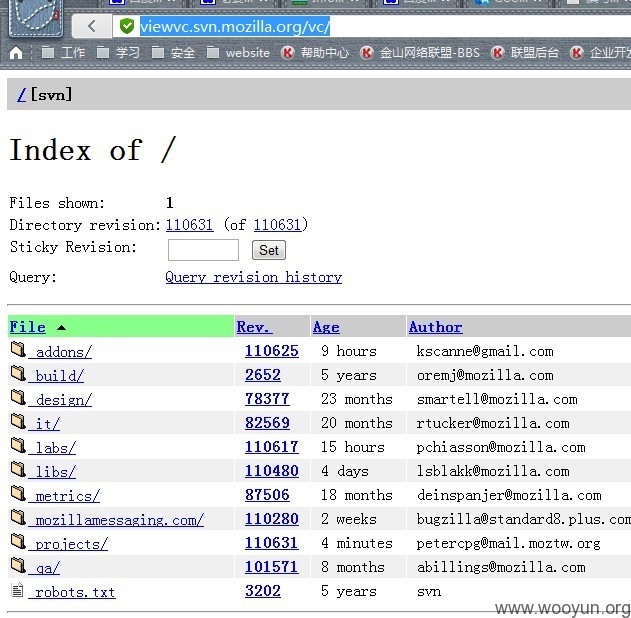 viewvc.svn.mozilla.org/vc/
工作 学习 安全 website 帮助中心 金山网络联盟-BBS 联盟后台 企业开发
/ [svn]
Index of /
Files shown: 1
Directory revision: 110631 (of 110631)
Sticky Revision: Set
Query: Query revision history
File Rev. Age Author
addons/ 110625 9 hours kscanne@gmail.com
build/ 2652 5 years oremj@mozilla.com
design/ 78377 23 months smartell@mozilla.com
it/ 82569 20 months rtucker@mozilla.com
labs/ 110617 15 hours pchiasson@mozilla.com
libs/ 110480 4 days lsblakk@mozilla.com
metrics/ 87506 18 months deinspanjer@mozilla.com
mozillamessaging.com/ 110280 2 weeks bugzilla@standard8.plus.com
projects/ 110631 4 minutes petercpg@mail.moztw.org
qa/ 101571 8 months abillings@mozilla.com
robots.txt 3202 5 years svn
www.wooyun.org